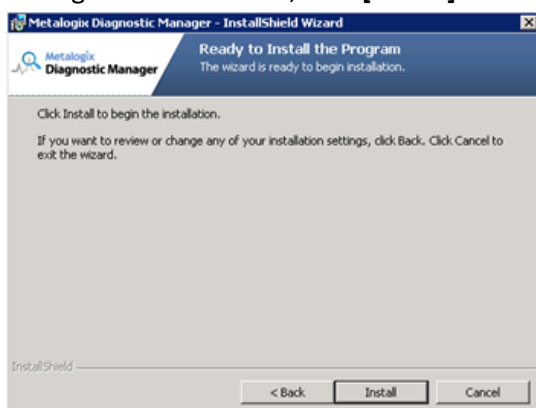 Metalogix Diagnostic Manager - InstallShield Wizard
Metalogix
Diagnostic Manager
Ready to Install the Program
The wizard is ready to begin installation.
Click Install to begin the installation.
If you want to review or change any of your installation settings, click Back. Click Cancel to
exit the wizard.
InstallShield
< Back
Install
Cancel